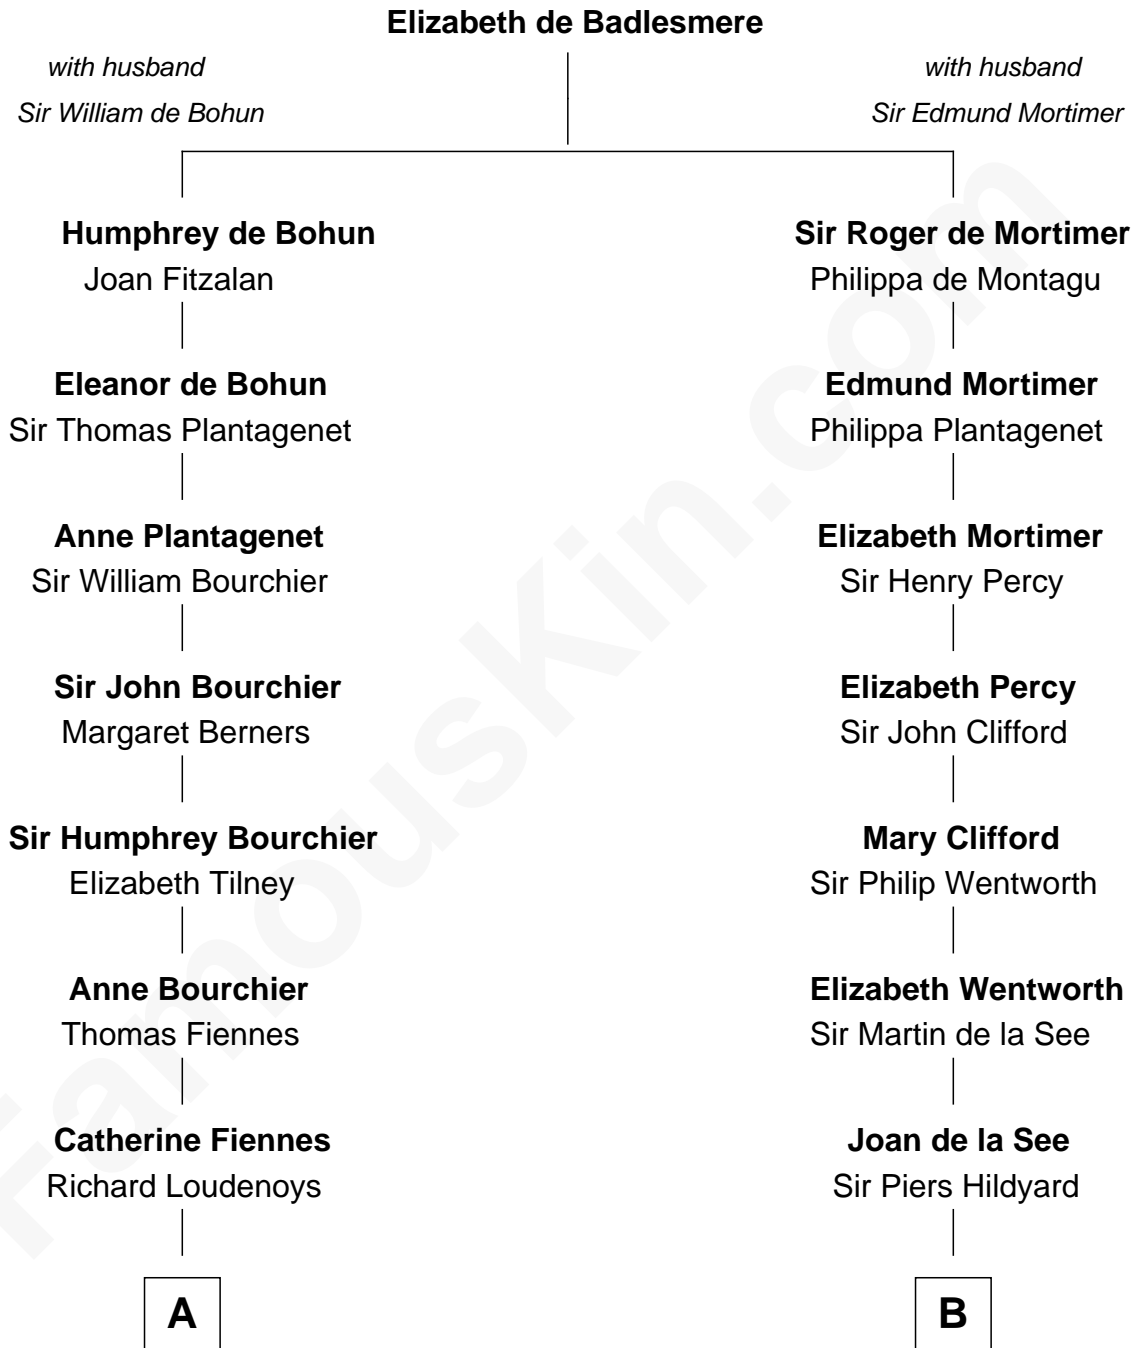 Elizabeth de Badlesmere
with husband
Sir William de Bohun
with husband
Sir Edmund Mortimer
Humphrey de Bohun
Joan Fitzalan
Sir Roger de Mortimer
Philippa de Montagu
Eleanor de Bohun
Sir Thomas Plantagenet
Edmund Mortimer
Philippa Plantagenet
Anne Plantagenet
Sir William Bourchier
Elizabeth Mortimer
Sir Henry Percy
Sir John Bourchier
Margaret Berners
Elizabeth Percy
Sir John Clifford
Sir Humphrey Bourchier
Elizabeth Tilney
Mary Clifford
Sir Philip Wentworth
Anne Bourchier
Thomas Fiennes
Elizabeth Wentworth
Sir Martin de la See
Catherine Fiennes
Richard Loudenoys
Joan de la See
Sir Piers Hildyard
A
B
FamousKin.com